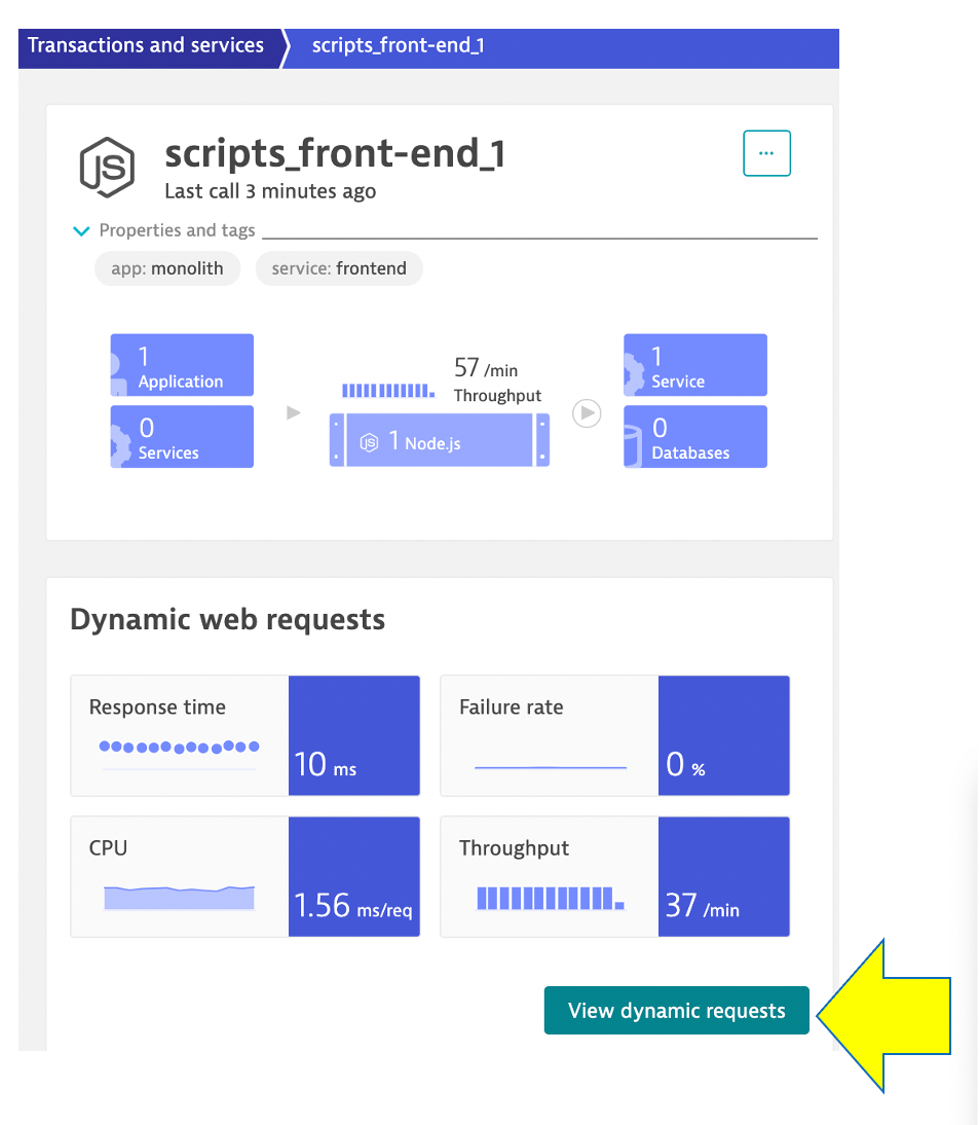 Transactions and services scripts_front-end_1
JS scripts_front-end_1
...
Last call 3 minutes ago
Properties and tags
app: monolith service: frontend
1
Application
0
Services
57 /min
Throughput
JS 1 Node.js
1
Service
0
Databases
Dynamic web requests
Response time
10 ms
Failure rate
0 %
CPU
1.56 ms/req
Throughput
37 /min
View dynamic requests